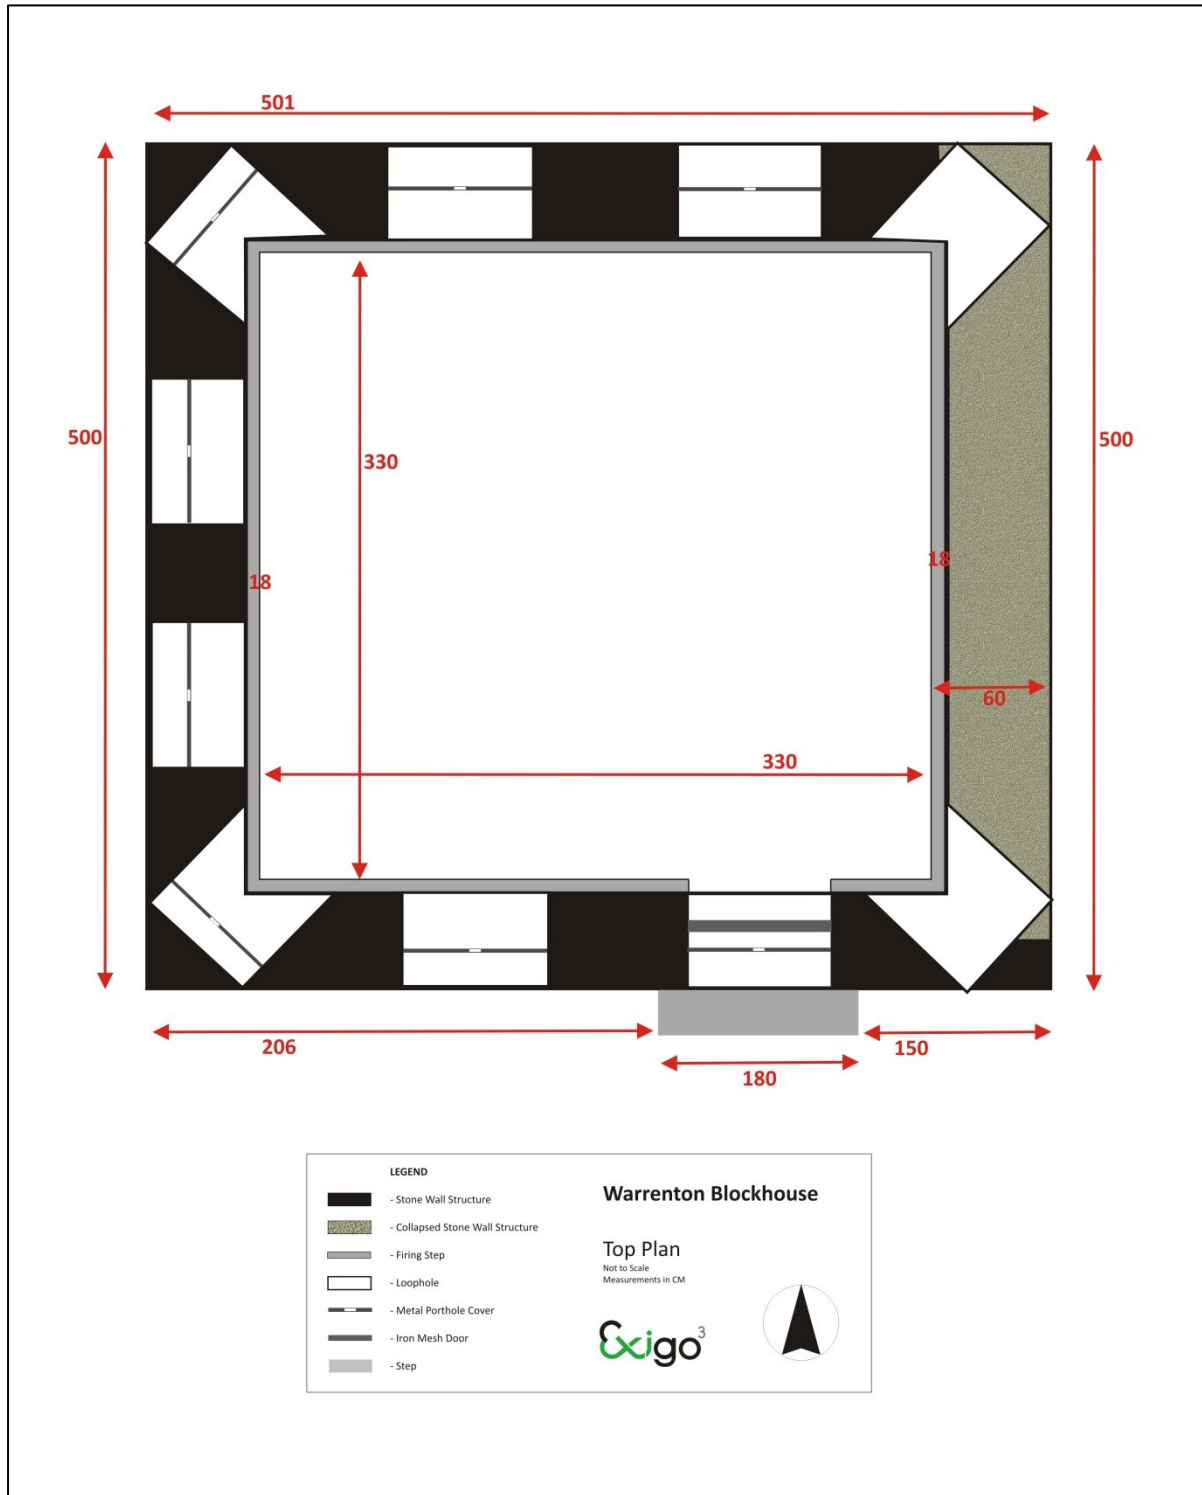 501
500
500
330
18
18
60
330
206
150
180
LEGEND
- Stone Wall Structure
- Collapsed Stone Wall Structure
- Firing Step
- Loophole
- Metal Porthole Cover
- Iron Mesh Door
- Step
Warrenton Blockhouse
Top Plan
Not to Scale
Measurements in CM
Exigo3